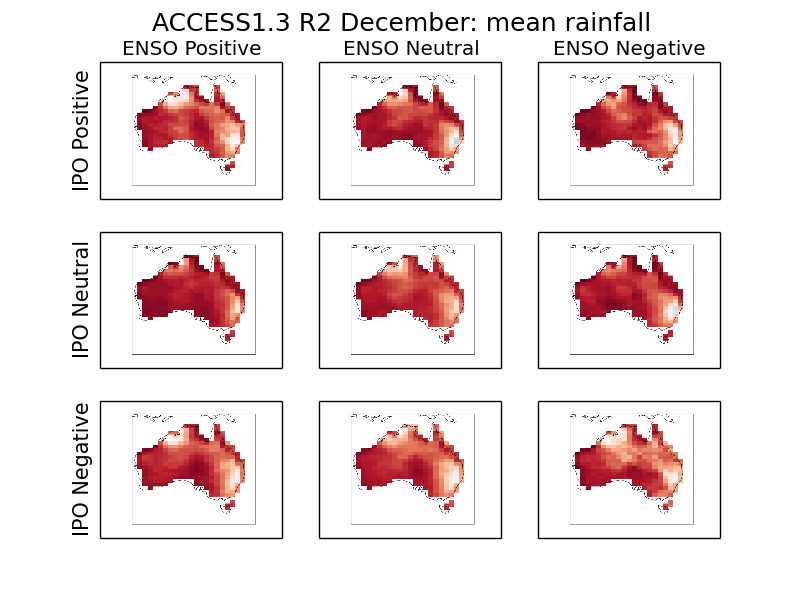 ACCESS1.3 R2 December: mean rainfall
ENSO Positive
ENSO Neutral
ENSO Negative
IPO Positive
IPO Neutral
IPO Negative